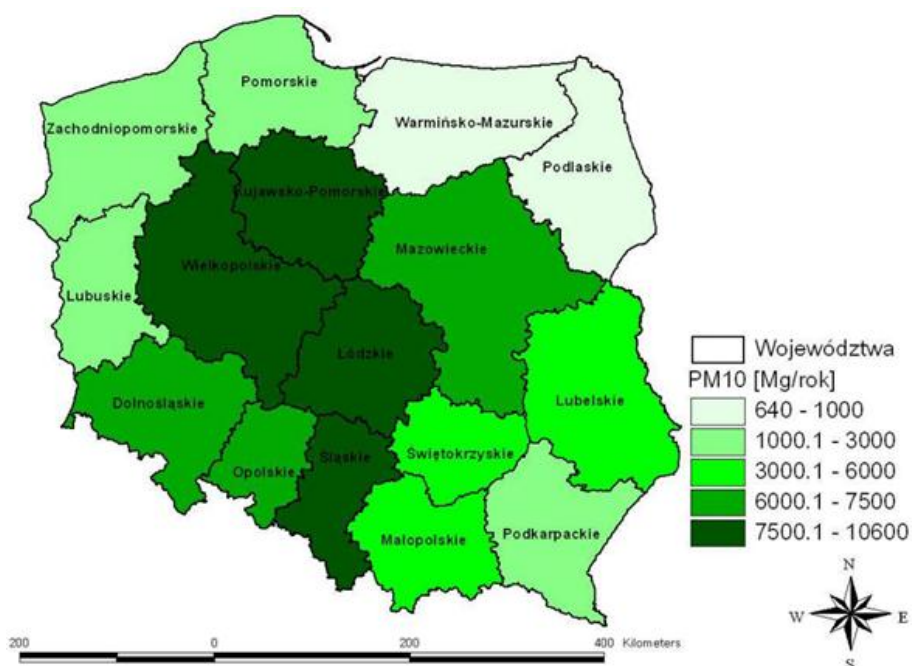 Pomorskie
Zachodniopomorskie
Warmińsko-Mazurskie
Podlaskie
Kujawsko-Pomorskie
Mazowieckie
Wielkopolskie
Lubuskie
Łódzkie
Dolnośląskie
Lubelskie
Opolskie
Śląskie
Świętokrzyskie
Małopolskie
Podkarpackie
Województwa
PM10 [Mg/rok]
640 - 1000
1000.1 - 3000
3000.1 - 6000
6000.1 - 7500
7500.1 - 10600
N
W E
S
200 0 200 400 Kilometers